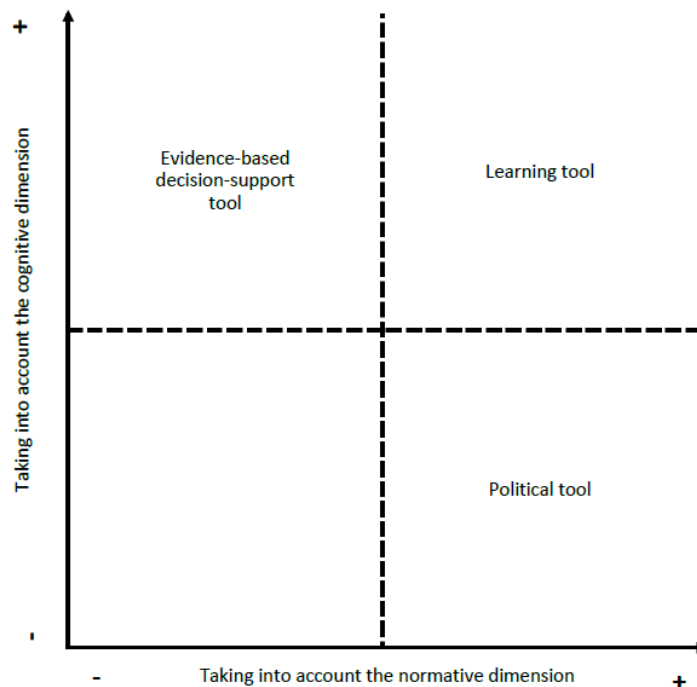 +
Taking into account the cognitive dimension
Evidence-based
decision-support
tool
Learning tool
Political tool
-
-
Taking into account the normative dimension
+